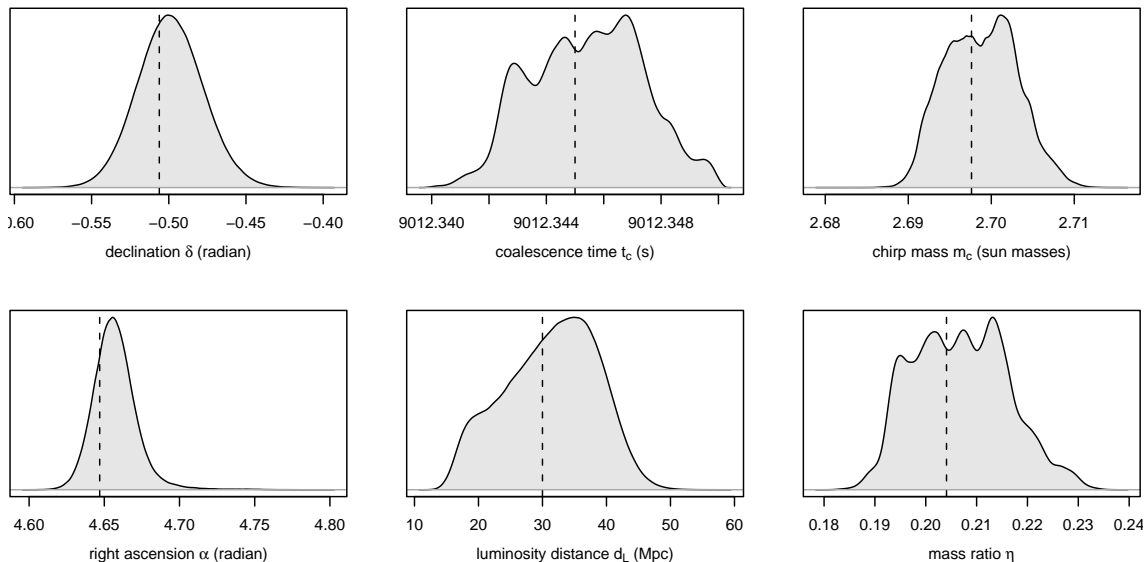 .0.60 −0.55 −0.50 −0.45 −0.40
declination δ (radian)
9012.340 9012.344 9012.348
coalescence time t_c (s)
2.68 2.69 2.70 2.71
chirp mass m_c (sun masses)
4.60 4.65 4.70 4.75 4.80
right ascension α (radian)
10 20 30 40 50 60
luminosity distance d_L (Mpc)
0.18 0.19 0.20 0.21 0.22 0.23 0.24
mass ratio η